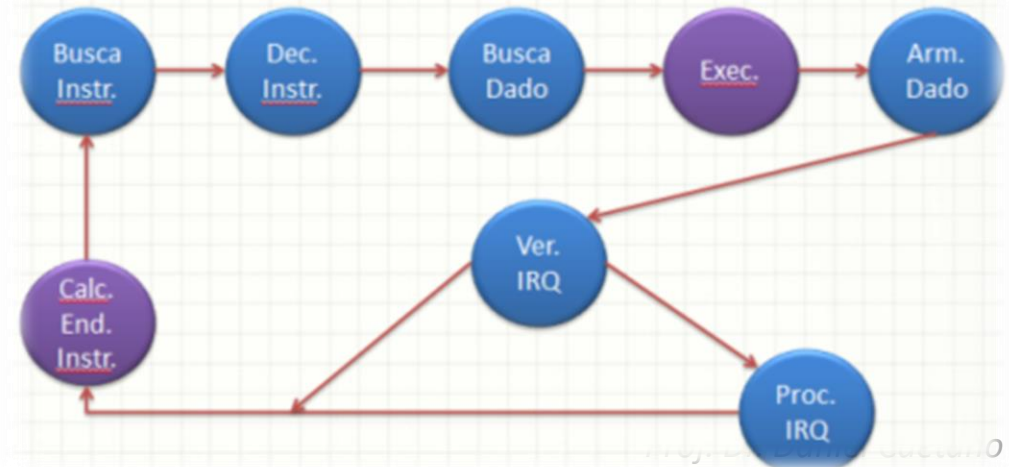 Busca
Instr.
Dec.
Instr.
Busca
Dado
Exec.
Arm.
Dado
Ver.
IRQ
Calc.
End.
Instr.
Proc.
IRQ